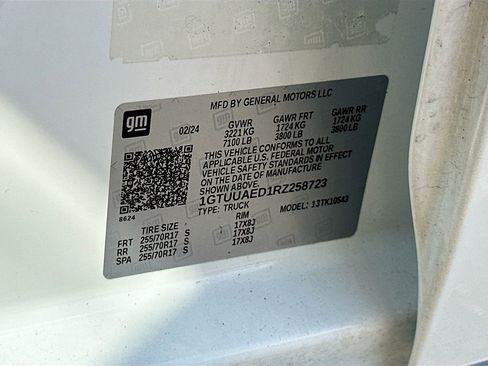 gm
MFD BY GENERAL MOTORS LLC
02/24 GVWR GAWR FRT GAWR RR
3221 KG 1724 KG 1724 KG
7100 LB 3800 LB 3800 LB
THIS VEHICLE CONFORMS TO ALL
APPLICABLE U.S. FEDERAL MOTOR
VEHICLE SAFETY STANDARDS IN EFFECT
ON THE DATE OF MANUFACTURE
SHOWN ABOVE.
1GTUUAED1RZ258723
8624 TYPE: TRUCK MODEL: 13TK10543
TIRE SIZE RIM
FRT 255/70R17 S 17X8J
RR 255/70R17 S 17X8J
SPA 255/70R17 S 17X8J